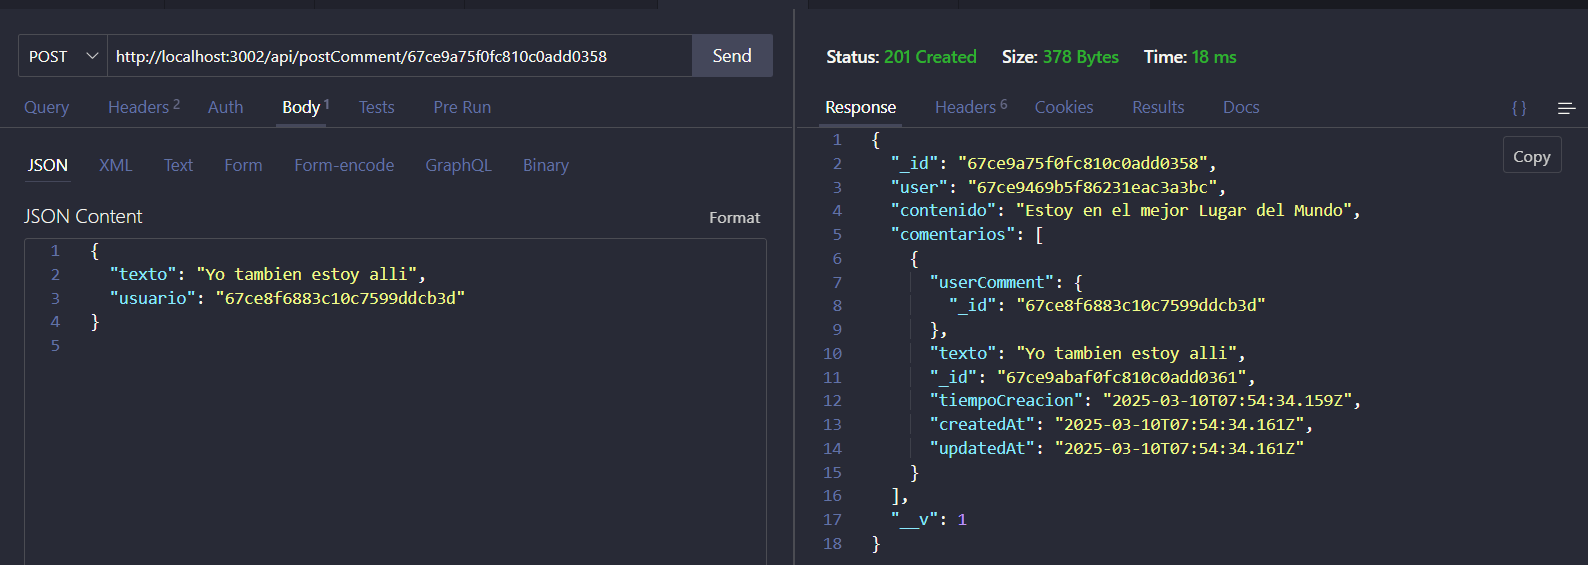 POST http://localhost:3002/api/postComment/67ce9a75f0fc810c0add0358 Send
Query Headers 2 Auth Body 1 Tests Pre Run
JSON XML Text Form Form-encode GraphQL Binary
JSON Content Format
1 {
2 "texto": "Yo tambien estoy alli",
3 "usuario": "67ce8f6883c10c7599ddcb3d"
4 }
5
Status: 201 Created Size: 378 Bytes Time: 18 ms
Response Headers 6 Cookies Results Docs { }
Copy
1 {
2 "_id": "67ce9a75f0fc810c0add0358",
3 "user": "67ce9469b5f86231eac3a3bc",
4 "contenido": "Estoy en el mejor Lugar del Mundo",
5 "comentarios": [
6 {
7 "userComment": {
8 "_id": "67ce8f6883c10c7599ddcb3d"
9 },
10 "texto": "Yo tambien estoy alli",
11 "_id": "67ce9abaf0fc810c0add0361",
12 "tiempoCreacion": "2025-03-10T07:54:34.159Z",
13 "createdAt": "2025-03-10T07:54:34.161Z",
14 "updatedAt": "2025-03-10T07:54:34.161Z"
15 }
16 ],
17 "__v": 1
18 }